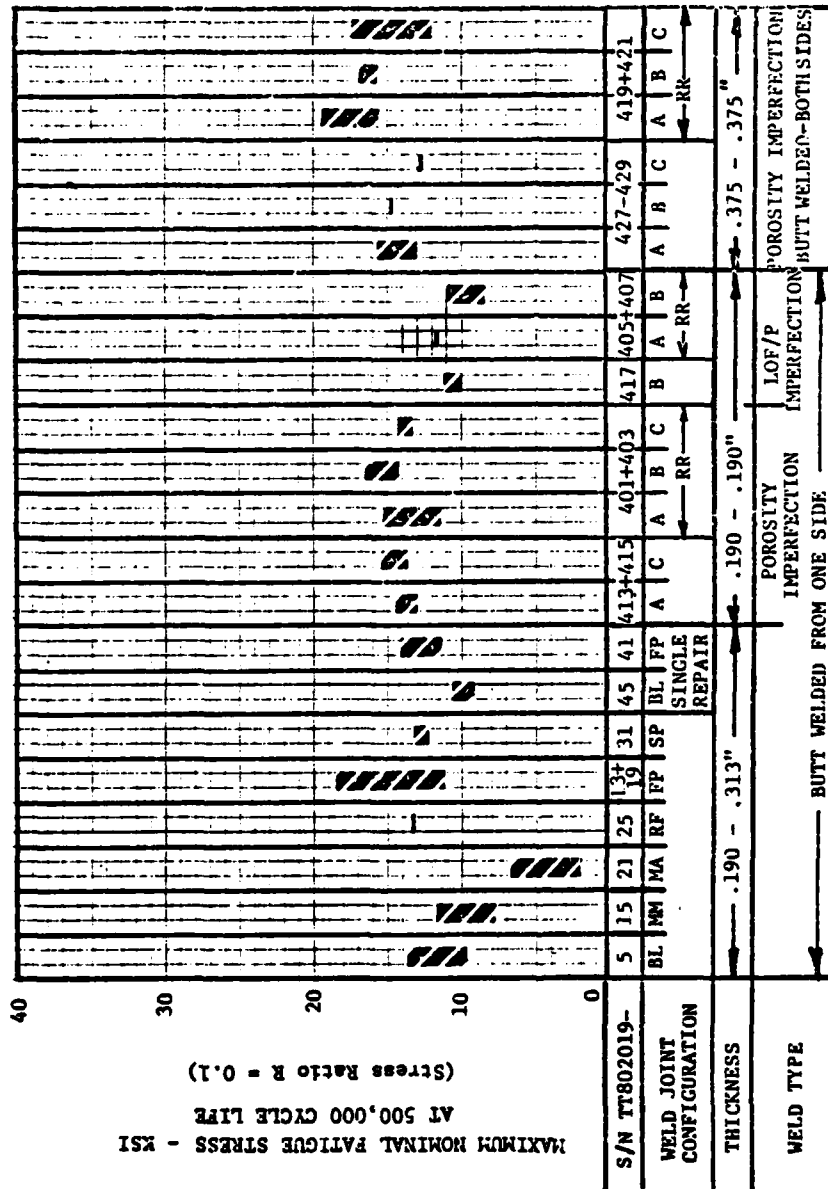 MAXIMUM NOMINAL FATIGUE STRESS - KSI
AT 500,000 CYCLE LIFE
(Stress Ratio R = 0.1)
40
30
20
10
0
S/N TT802019- 5 15 21 25 13+19 31 45 41 413+415 401+403 417 405+407 427-429 419+421
WELD JOINT CONFIGURATION BL MM MA RF FP SP BL FP A C A B C B A B A B C A B C
SINGLE REPAIR
RR
RR
RR
THICKNESS .190 - .313" .190 - .190" .375 - .375"
WELD TYPE
POROSITY IMPERFECTION
LOF/P IMPERFECTION
POROSITY IMPERFECTION
BUTT WELDED-BOTH SIDES
BUTT WELDED FROM ONE SIDE